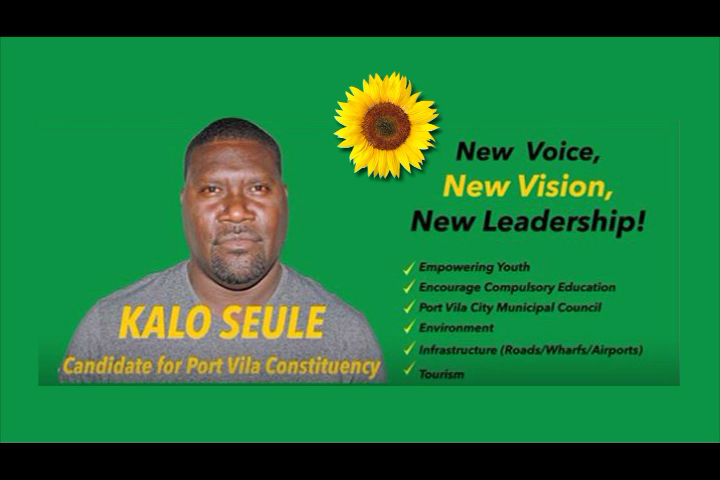 New Voice,
New Vision,
New Leadership!
Empowering Youth
Encourage Compulsory Education
Port Vila City Municipal Council
Environment
Infrastructure (Roads/Wharfs/Airports)
Tourism
KALO SEULE
Candidate for Port Vila Constituency